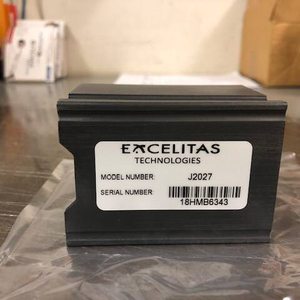 EXCELITAS
TECHNOLOGIES
MODEL NUMBER: J2027
SERIAL NUMBER:
18HMB6343